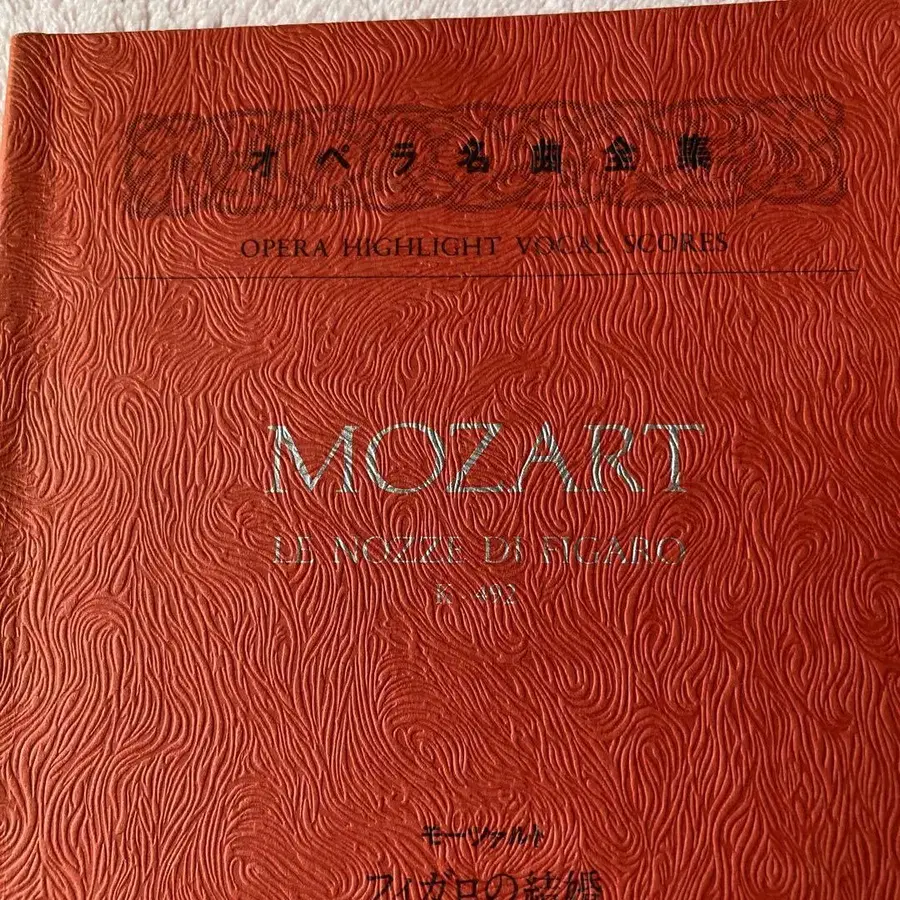 オペラ名曲全集
OPERA HIGHLIGHT VOCAL SCORES
MOZART
LE NOZZE DI FIGARO
K. 492
モーツァルト
フィガロの結婚